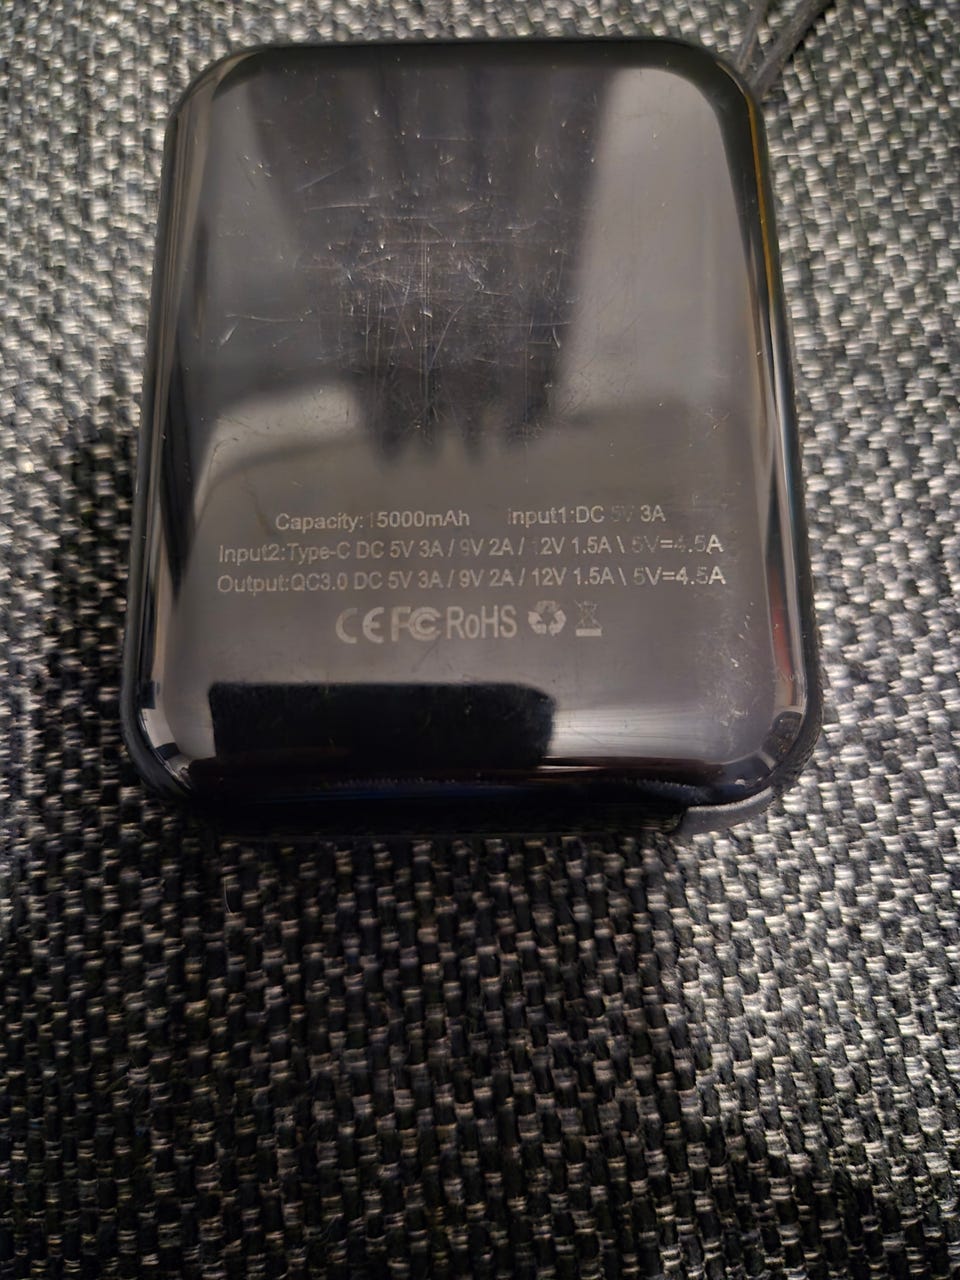 Capacity:15000mAh Input1:DC 5V 3A
Input2:Type-C DC 5V 3A / 9V 2A / 12V 1.5A \ 5V=4.5A
Output:QC3.0 DC 5V 3A / 9V 2A / 12V 1.5A \ 5V=4.5A
CE FC RoHS